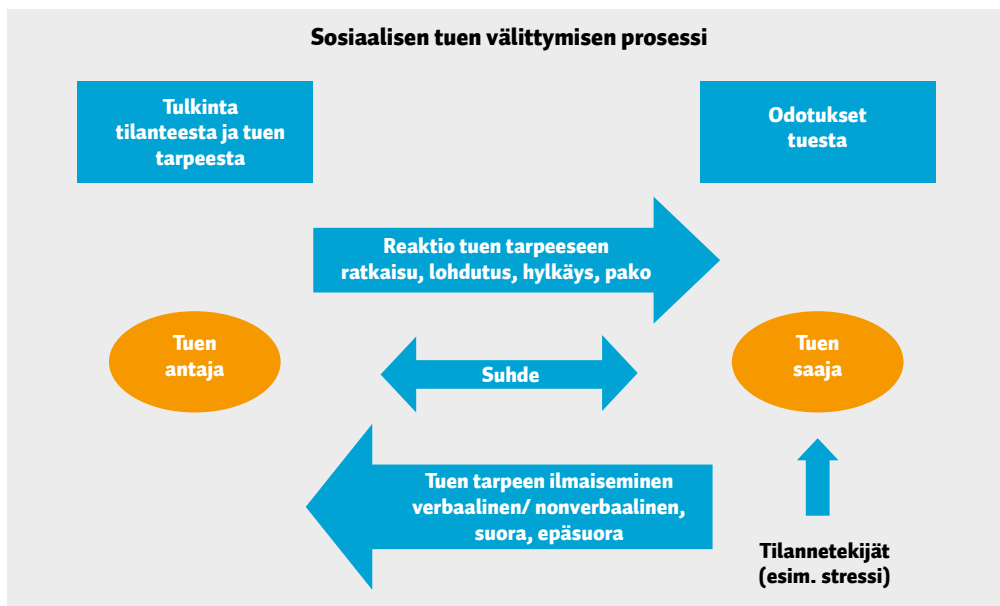 Sosiaalisen tuen välittymisen prosessi
Tulkinta
tilanteesta ja tuen
tarpeesta
Odotukset
tuesta
Reaktio tuen tarpeeseen
ratkaisu, lohdutus, hylkäys, pako
Tuen
antaja
Suhde
Tuen
saaja
Tuen tarpeen ilmaiseminen
verbaalinen/ nonverbaalinen,
suora, epäsuora
Tilannetekijät
(esim. stressi)